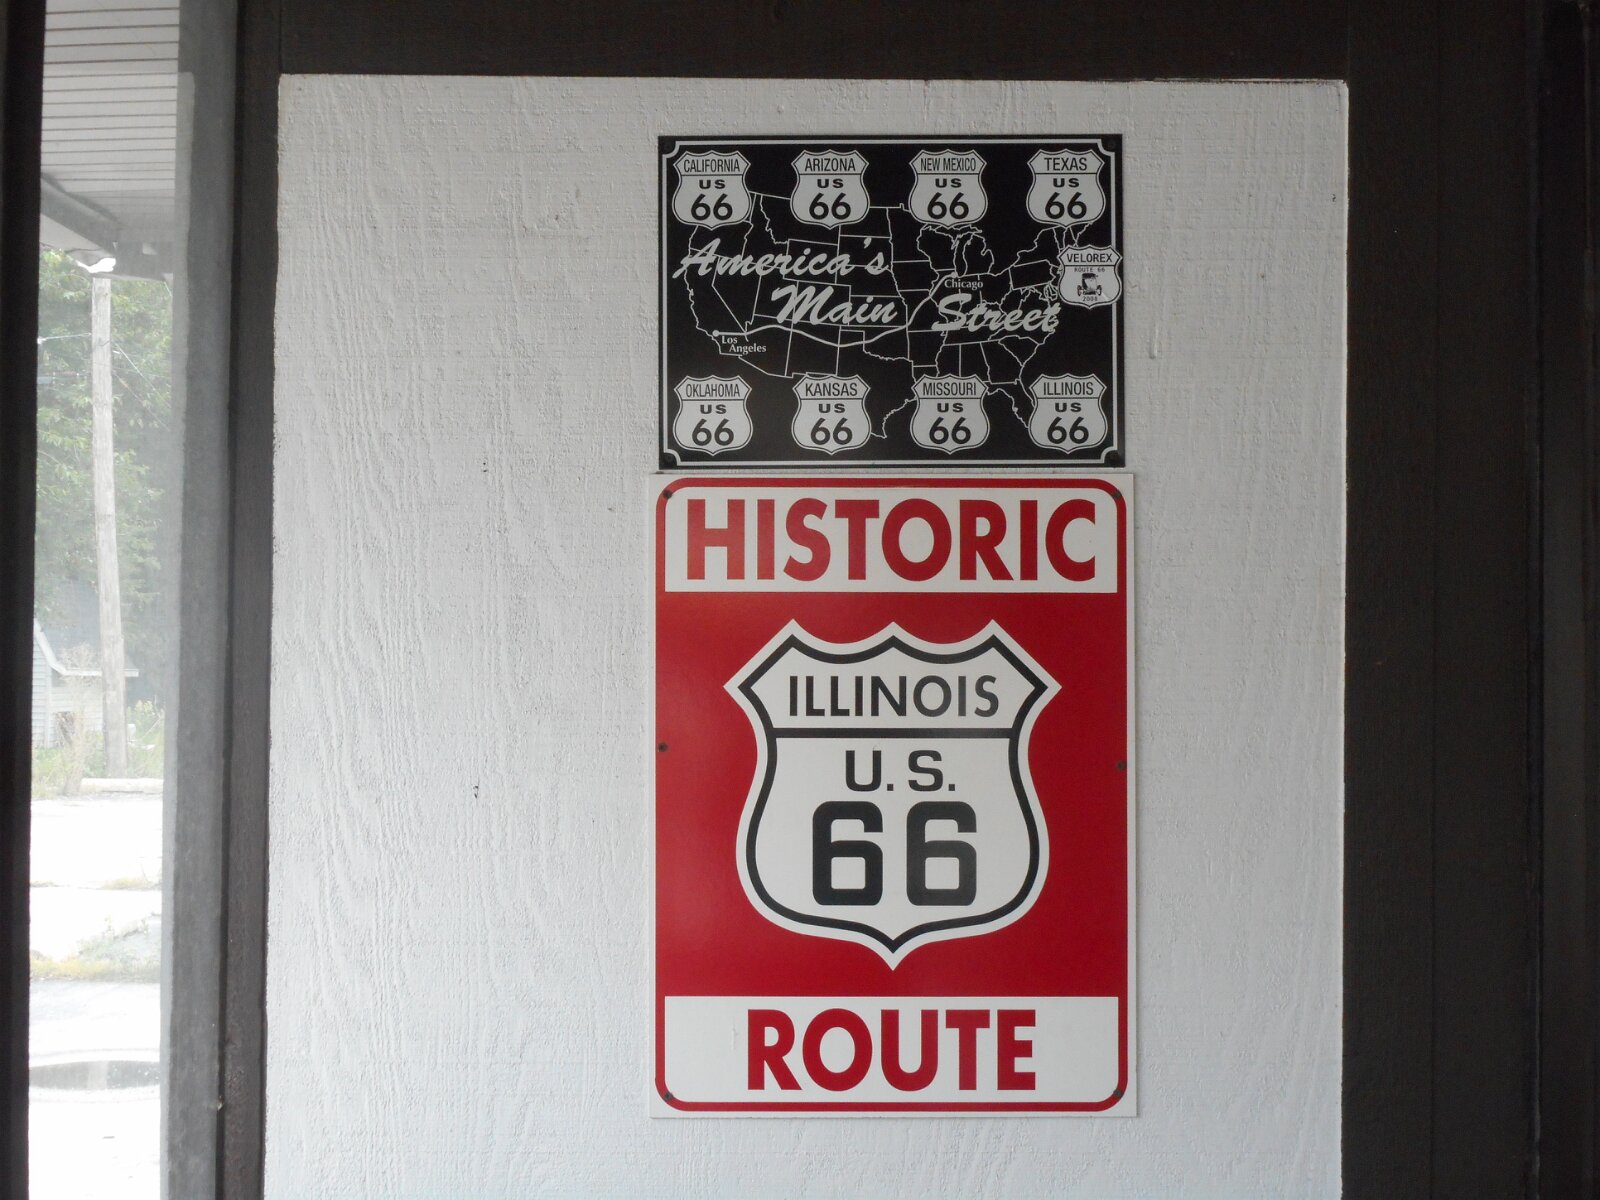 CALIFORNIA
US
66
ARIZONA
US
66
NEW MEXICO
US
66
TEXAS
US
66
America's
Main Street
VELOREX
ROUTE 66
2008
Chicago
Los
Angeles
OKLAHOMA
US
66
KANSAS
US
66
MISSOURI
US
66
ILLINOIS
US
66
HISTORIC
ILLINOIS
U.S.
66
ROUTE